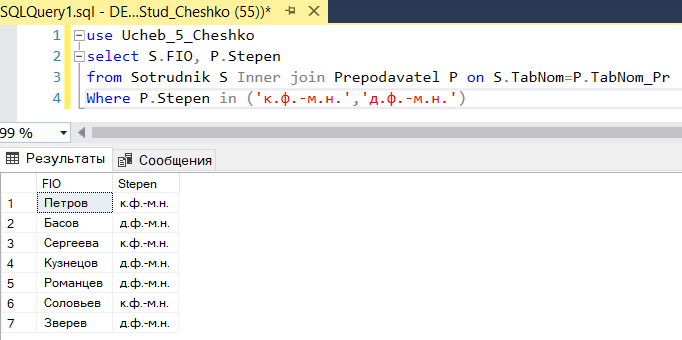 SQLQuery1.sql - DE...Stud_Cheshko (55))*
1 use Ucheb_5_Cheshko
2 select S.FIO, P.Stepen
3 from Sotrudnik S Inner join Prepodavatel P on S.TabNom=P.TabNom_Pr
4 Where P.Stepen in ('к.ф.-м.н.','д.ф.-м.н.')
99 %
Результаты Сообщения
FIO Stepen
1 Петров к.ф.-м.н.
2 Басов д.ф.-м.н.
3 Сергеева к.ф.-м.н.
4 Кузнецов д.ф.-м.н.
5 Романцев д.ф.-м.н.
6 Соловьев к.ф.-м.н.
7 Зверев д.ф.-м.н.